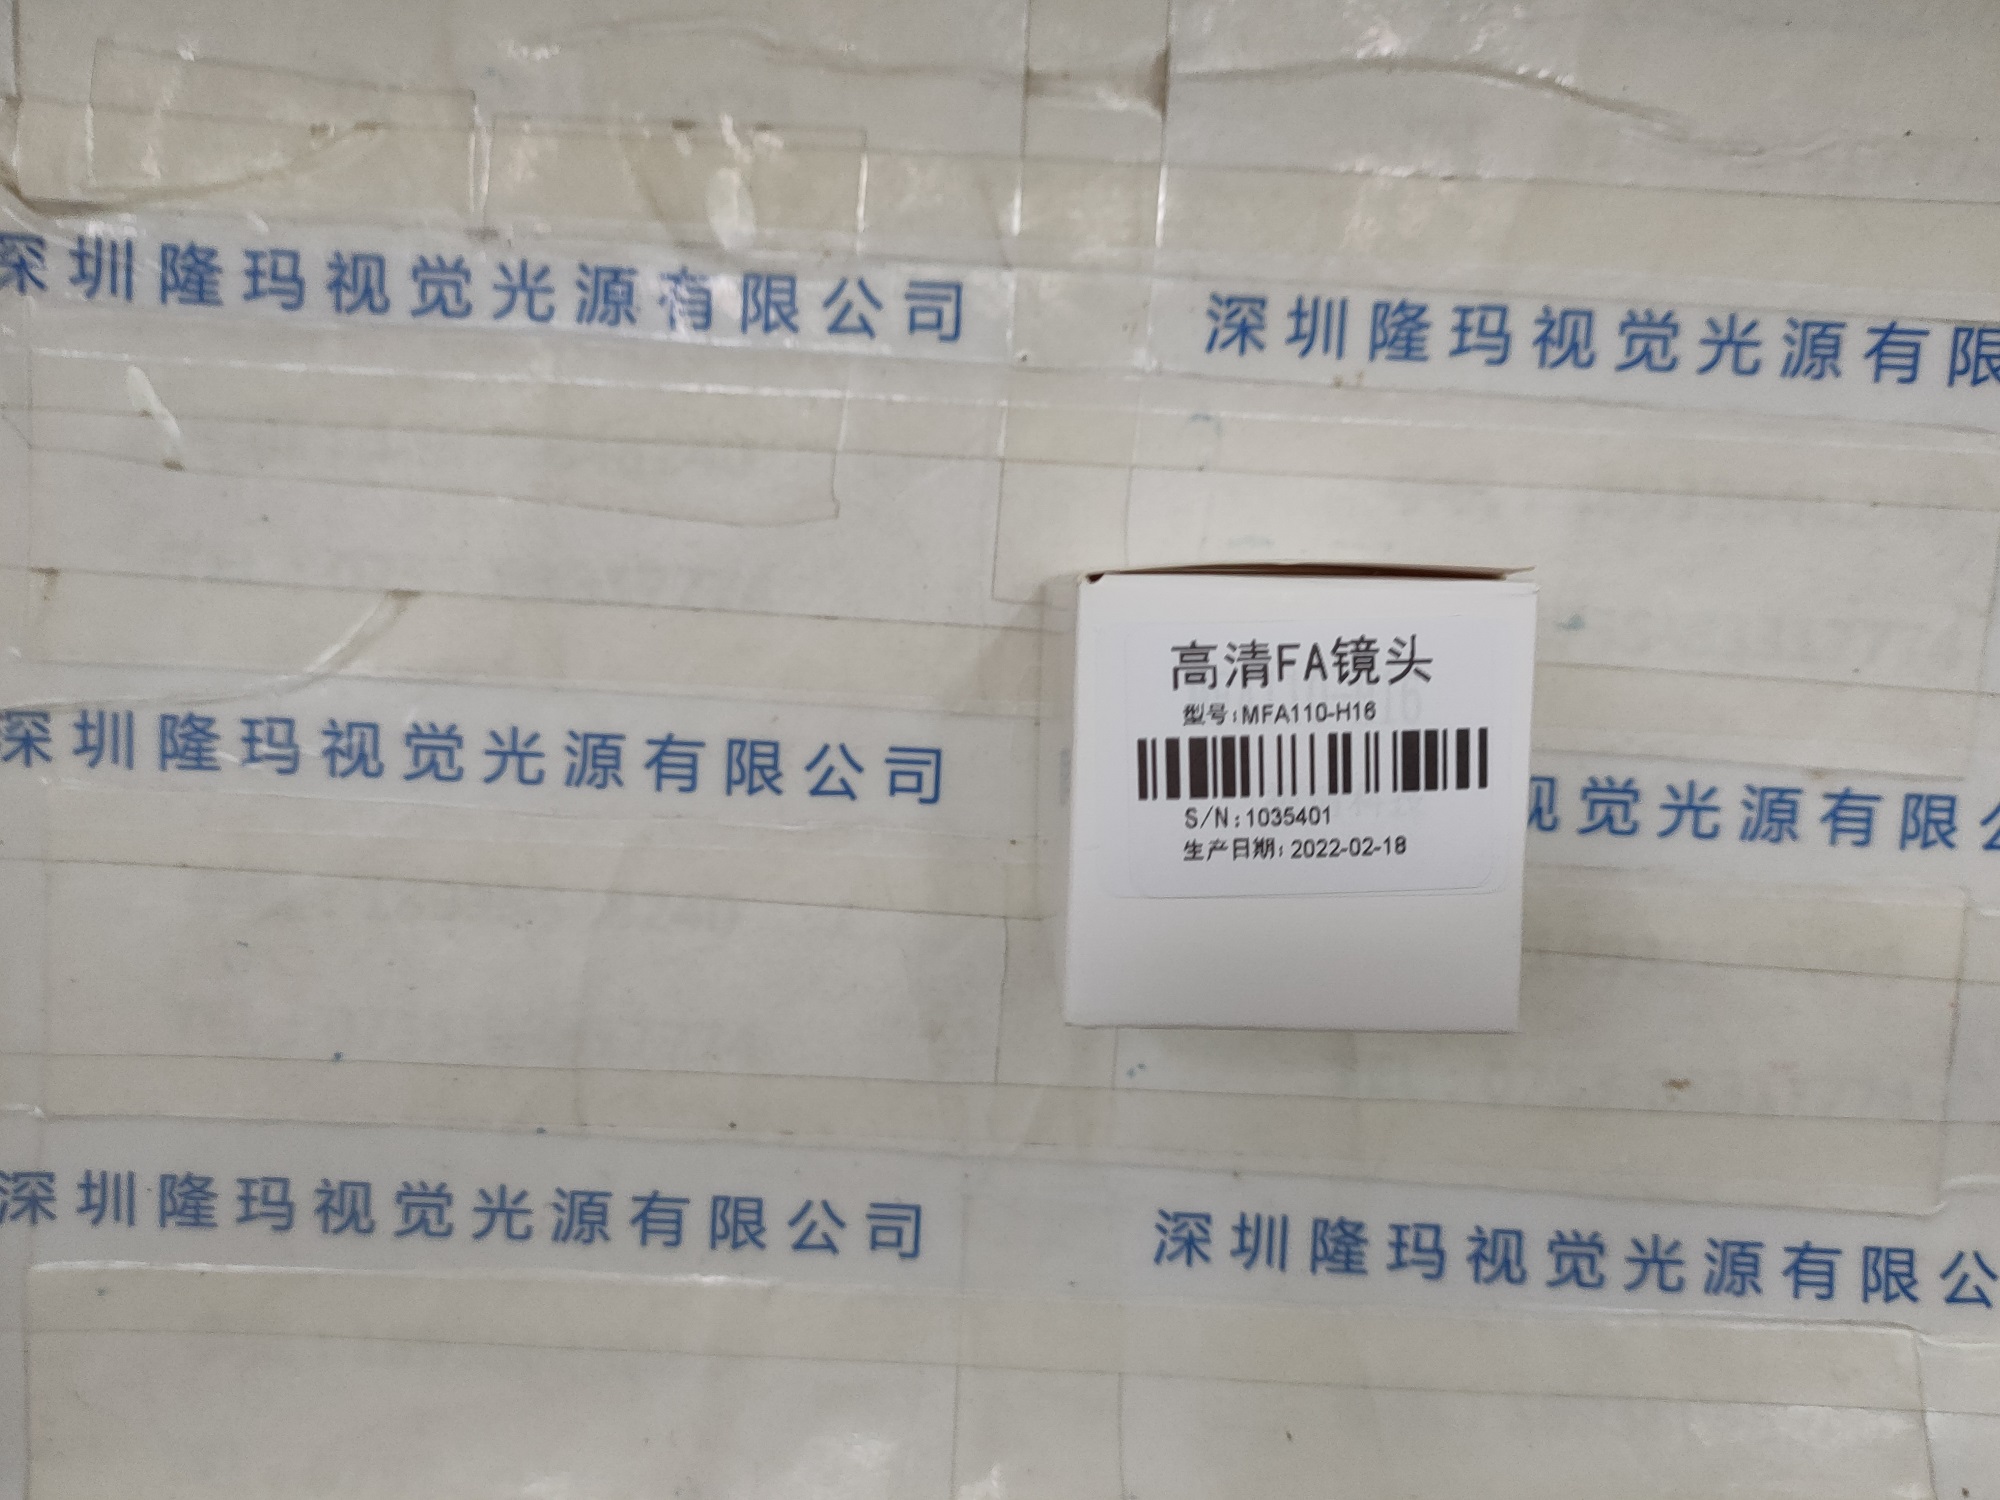 深圳隆玛视觉光源有限公司
深圳隆玛视觉光源有限
高清FA镜头
型号:MFA110-H16
S/N:1035401
生产日期:2022-02-18
深圳隆玛视觉光源有限公司
视觉光源有限公
深圳隆玛视觉光源有限公司
深圳隆玛视觉光源有限公